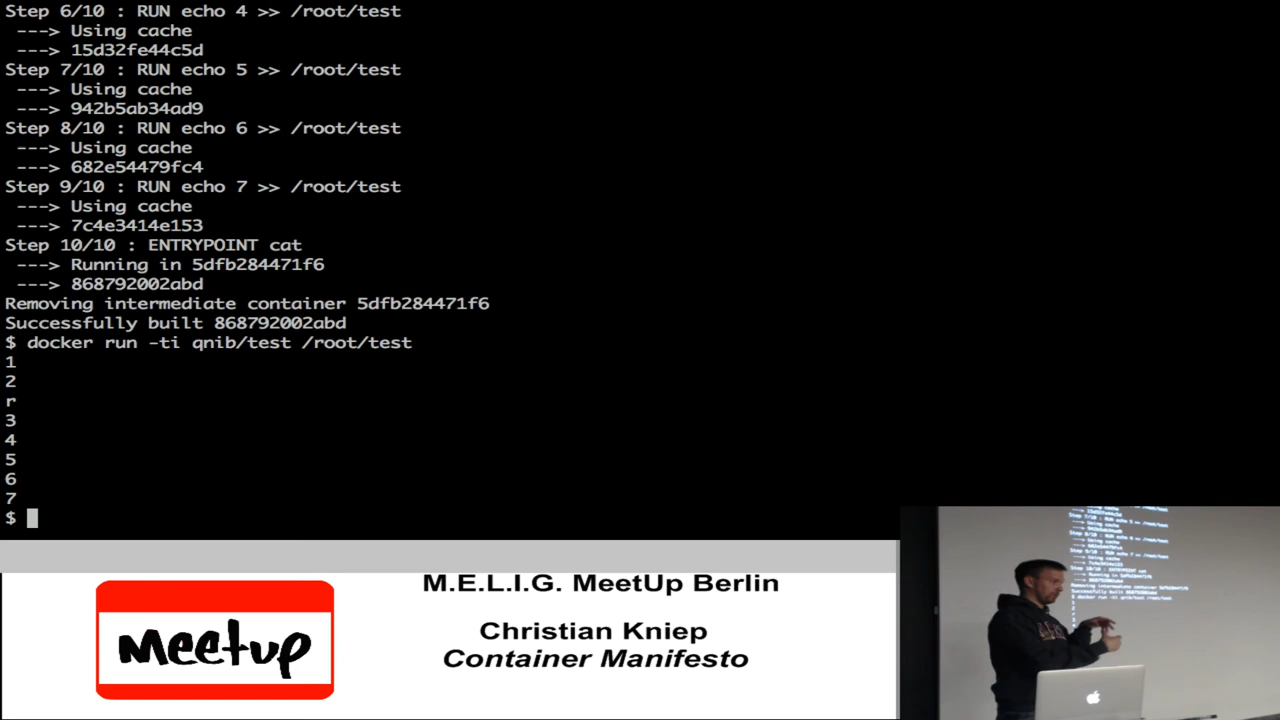 Step 6/10 : RUN echo 4 >> /root/test
---> Using cache
---> 15d32fe44c5d
Step 7/10 : RUN echo 5 >> /root/test
---> Using cache
---> 942b5ab34ad9
Step 8/10 : RUN echo 6 >> /root/test
---> Using cache
---> 682e54479fc4
Step 9/10 : RUN echo 7 >> /root/test
---> Using cache
---> 7c4e3414e153
Step 10/10 : ENTRYPOINT cat
---> Running in 5dfb284471f6
---> 868792002abd
Removing intermediate container 5dfb284471f6
Successfully built 868792002abd
$ docker run -ti qnib/test /root/test
1
2
r
3
4
5
6
7
$
Meetup
M.E.L.I.G. MeetUp Berlin
Christian Kniep
Container Manifesto